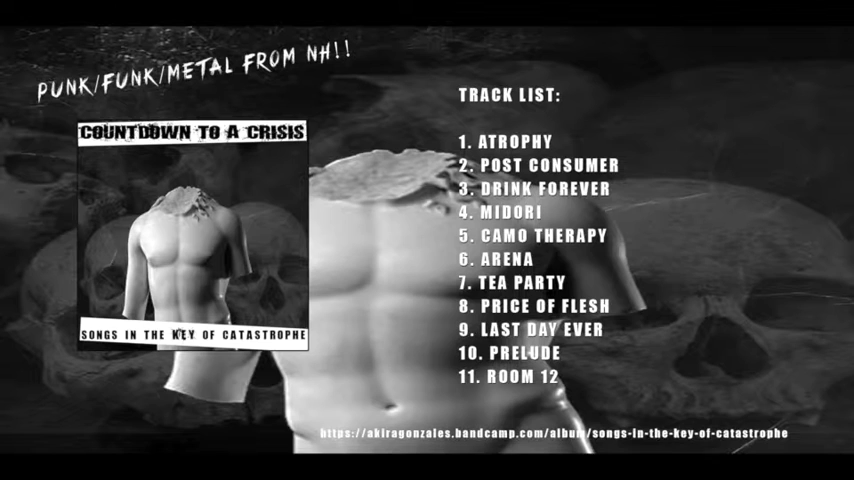 PUNK/FUNK/METAL FROM NH!!
COUNTDOWN TO A CRISIS
SONGS IN THE KEY OF CATASTROPHE
TRACK LIST:
1. ATROPHY
2. POST CONSUMER
3. DRINK FOREVER
4. MIDORI
5. CAMO THERAPY
6. ARENA
7. TEA PARTY
8. PRICE OF FLESH
9. LAST DAY EVER
10. PRELUDE
11. ROOM 12
https://akiragonzales.bandcamp.com/album/songs-in-the-key-of-catastrophe